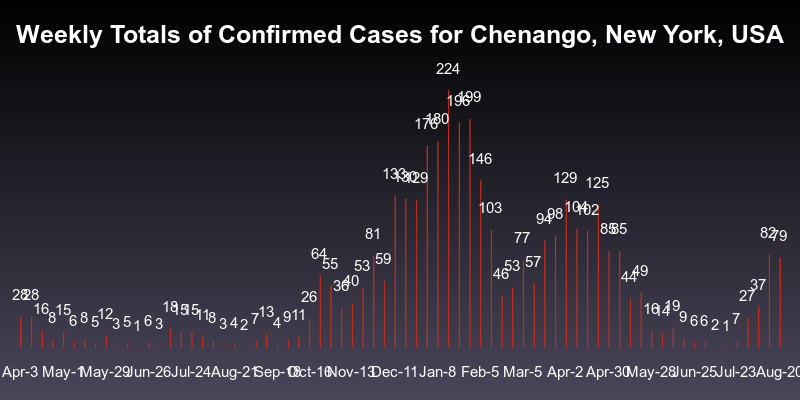 Weekly Totals of Confirmed Cases for Chenango, New York, USA
28 28 16 8 15 6 8 5 12 3 5 1 6 3 18 15 15 11 8 3 4 2 7 13 4 9 11 26 64 55 36 40 53 81 59 133 130 129 176 180 224 196 199 146 103 46 53 77 57 94 98 129 104 102 125 85 85 44 49 16 14 19 9 6 6 2 1 7 27 37 82 79
Apr-3 May-1 May-29 Jun-26 Jul-24 Aug-21 Sep-18 Oct-16 Nov-13 Dec-11 Jan-8 Feb-5 Mar-5 Apr-2 Apr-30 May-28 Jun-25 Jul-23 Aug-20